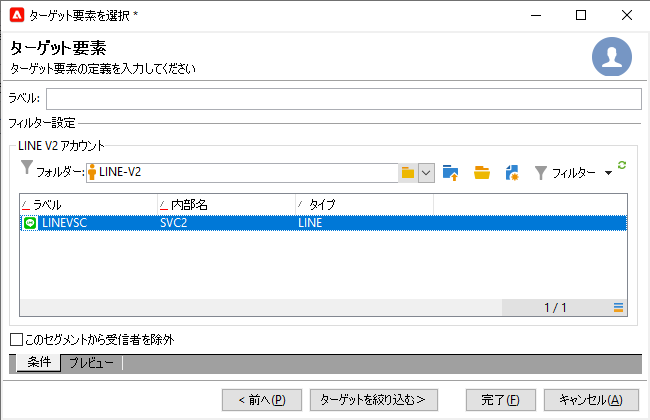 ターゲット要素を選択 *
ターゲット要素
ターゲット要素の定義を入力してください
ラベル:
フィルター設定
LINE V2 アカウント
フォルダー: LINE-V2 フィルター
ラベル 内部名 タイプ
LINEVSC SVC2 LINE
1 / 1
このセグメントから受信者を除外
条件 プレビュー
< 前へ(P) ターゲットを絞り込む> 完了(F) キャンセル(A)